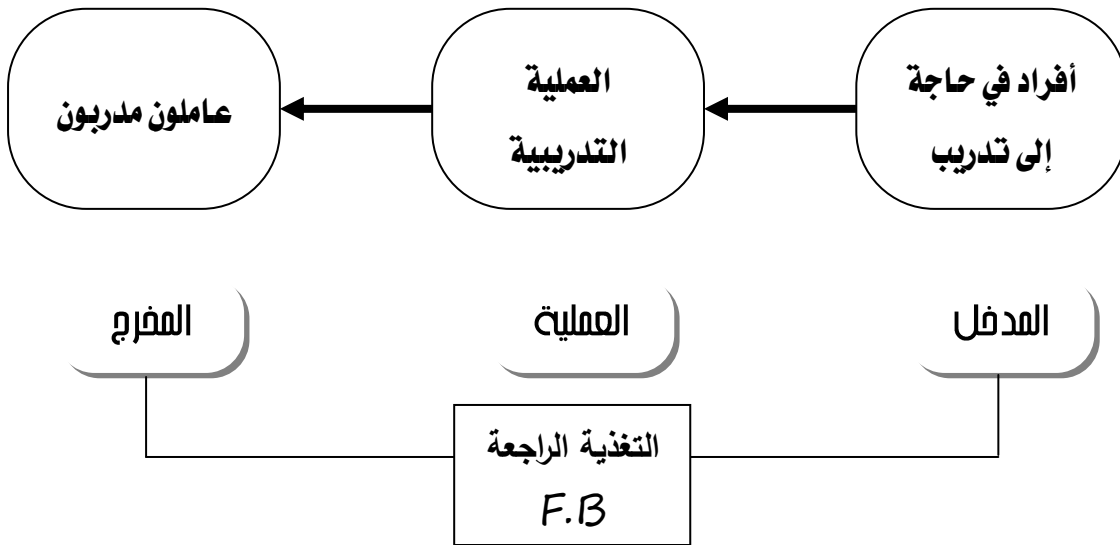 أفراد في حاجة
إلى تدريب
العملية
التدريبية
عاملون مدربون
المدخل
العملية
المخرج
التغذية الراجعة
F.B